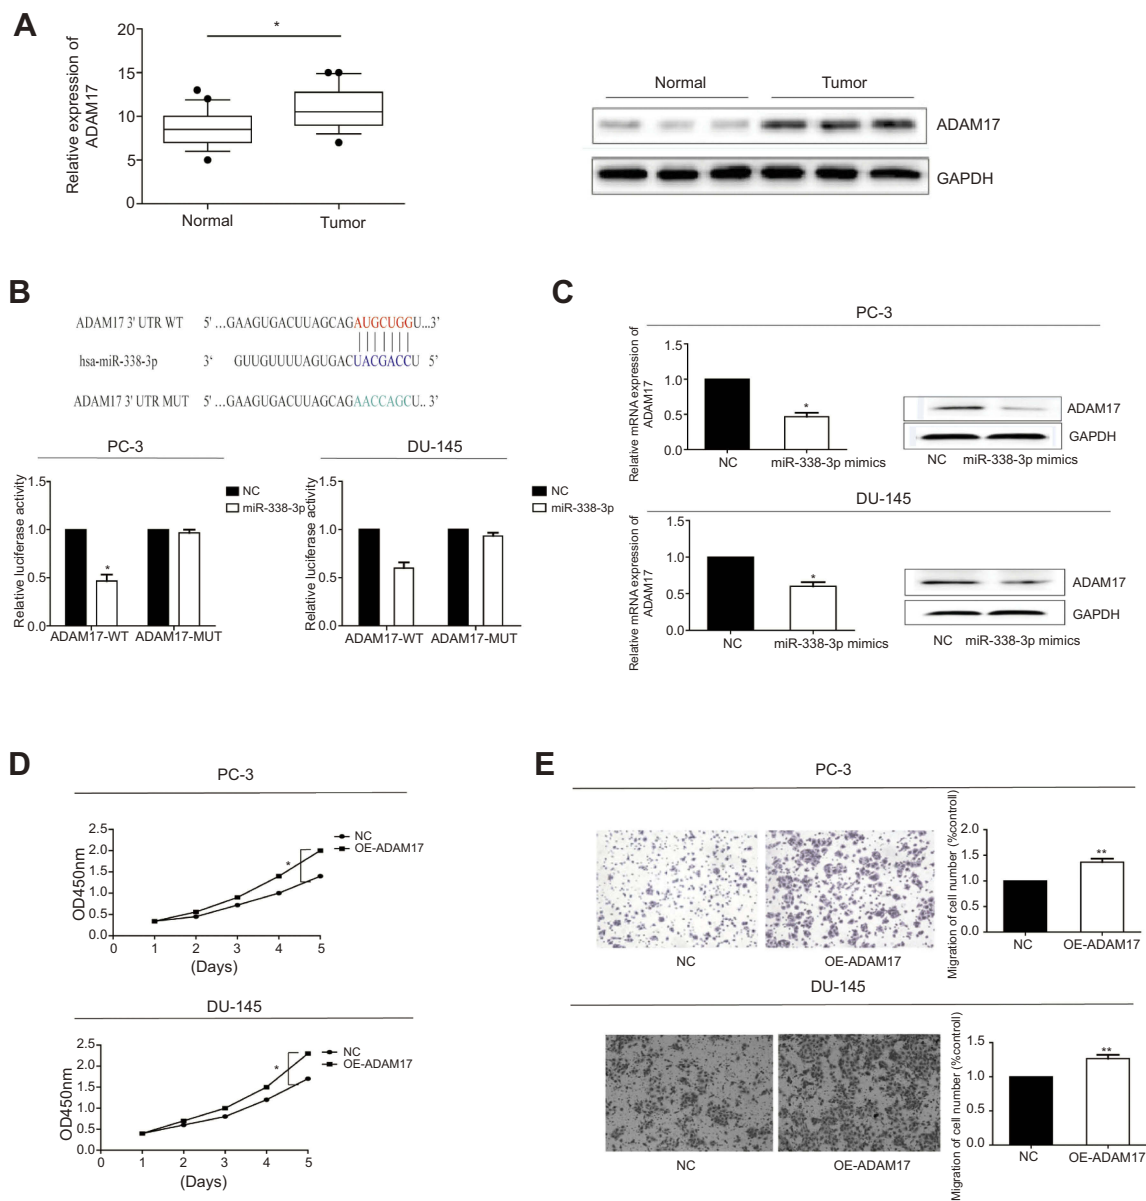 A
Relative expression of
ADAM17
20
15
10
5
0
*
Normal
Tumor
Normal
Tumor
ADAM17
GAPDH
B
ADAM17 3' UTR WT 5' ...GAAGUGACUUAGCAGAUGCUGGU...3'
hsa-miR-338-3p 3' GUUGUUUUAGUGACUACGACCU 5'
ADAM17 3' UTR MUT 5' ...GAAGUGACUUAGCAGAACCAGCU.. 3'
PC-3
Relative luciferase activity
1.5
1.0
0.5
0.0
*
ADAM17-WT
ADAM17-MUT
NC
miR-338-3p
DU-145
Relative luciferase activity
1.5
1.0
0.5
0.0
ADAM17-WT
ADAM17-MUT
NC
miR-338-3p
C
PC-3
Relative mRNA expression of
ADAM17
1.5
1.0
0.5
0.0
*
NC
miR-338-3p mimics
ADAM17
GAPDH
NC
miR-338-3p mimics
DU-145
Relative mRNA expression of
ADAM17
1.5
1.0
0.5
0.0
*
NC
miR-338-3p mimics
ADAM17
GAPDH
NC
miR-338-3p mimics
D
PC-3
OD450nm
2.5
2.0
1.5
1.0
0.5
0.0
*
NC
OE-ADAM17
0 1 2 3 4 5
(Days)
DU-145
OD450nm
2.5
2.0
1.5
1.0
0.5
0.0
*
NC
OE-ADAM17
0 1 2 3 4 5
(Days)
E
PC-3
NC
OE-ADAM17
Migration of cell number (%controll)
2.0
1.5
1.0
0.5
0.0
**
NC
OE-ADAM17
DU-145
NC
OE-ADAM17
Migration of cell number (%controll)
1.5
1.0
0.5
0.0
**
NC
OE-ADAM17